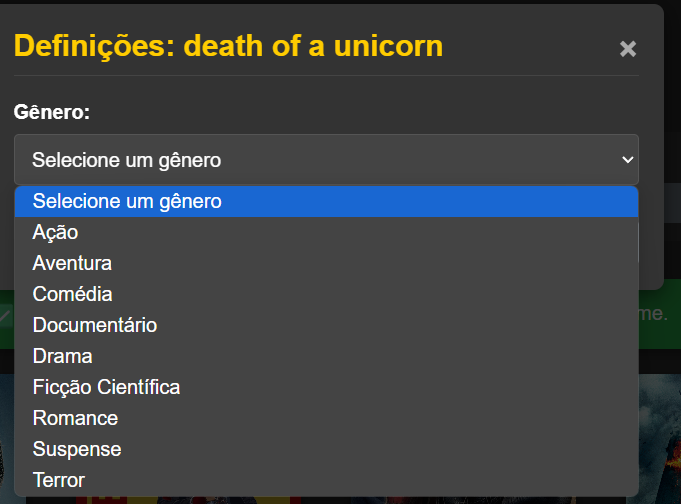 Definições: death of a unicorn
×
Gênero:
Selecione um gênero
Selecione um gênero
Ação
Aventura
Comédia
Documentário
Drama
Ficção Científica
Romance
Suspense
Terror
me.